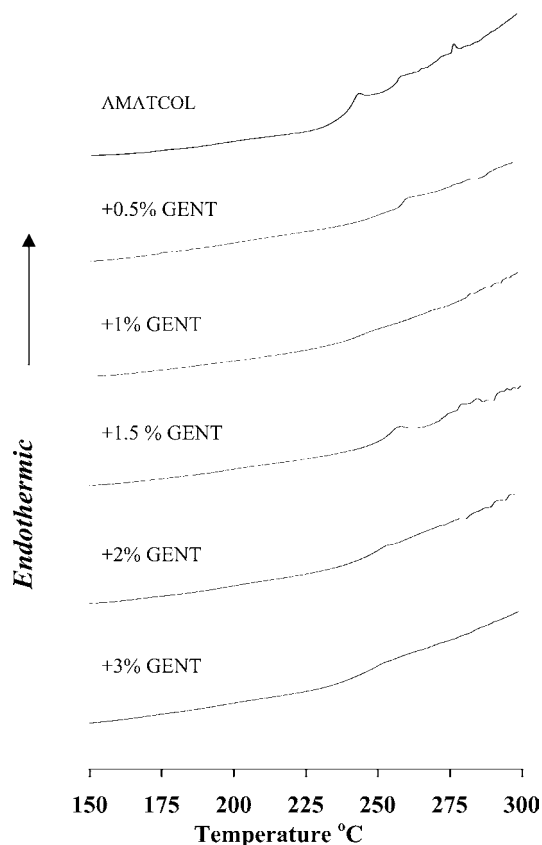 AMATCOL
+0.5% GENT
+1% GENT
+1.5 % GENT
+2% GENT
+3% GENT
Endothermic
150 175 200 225 250 275 300
Temperature °C